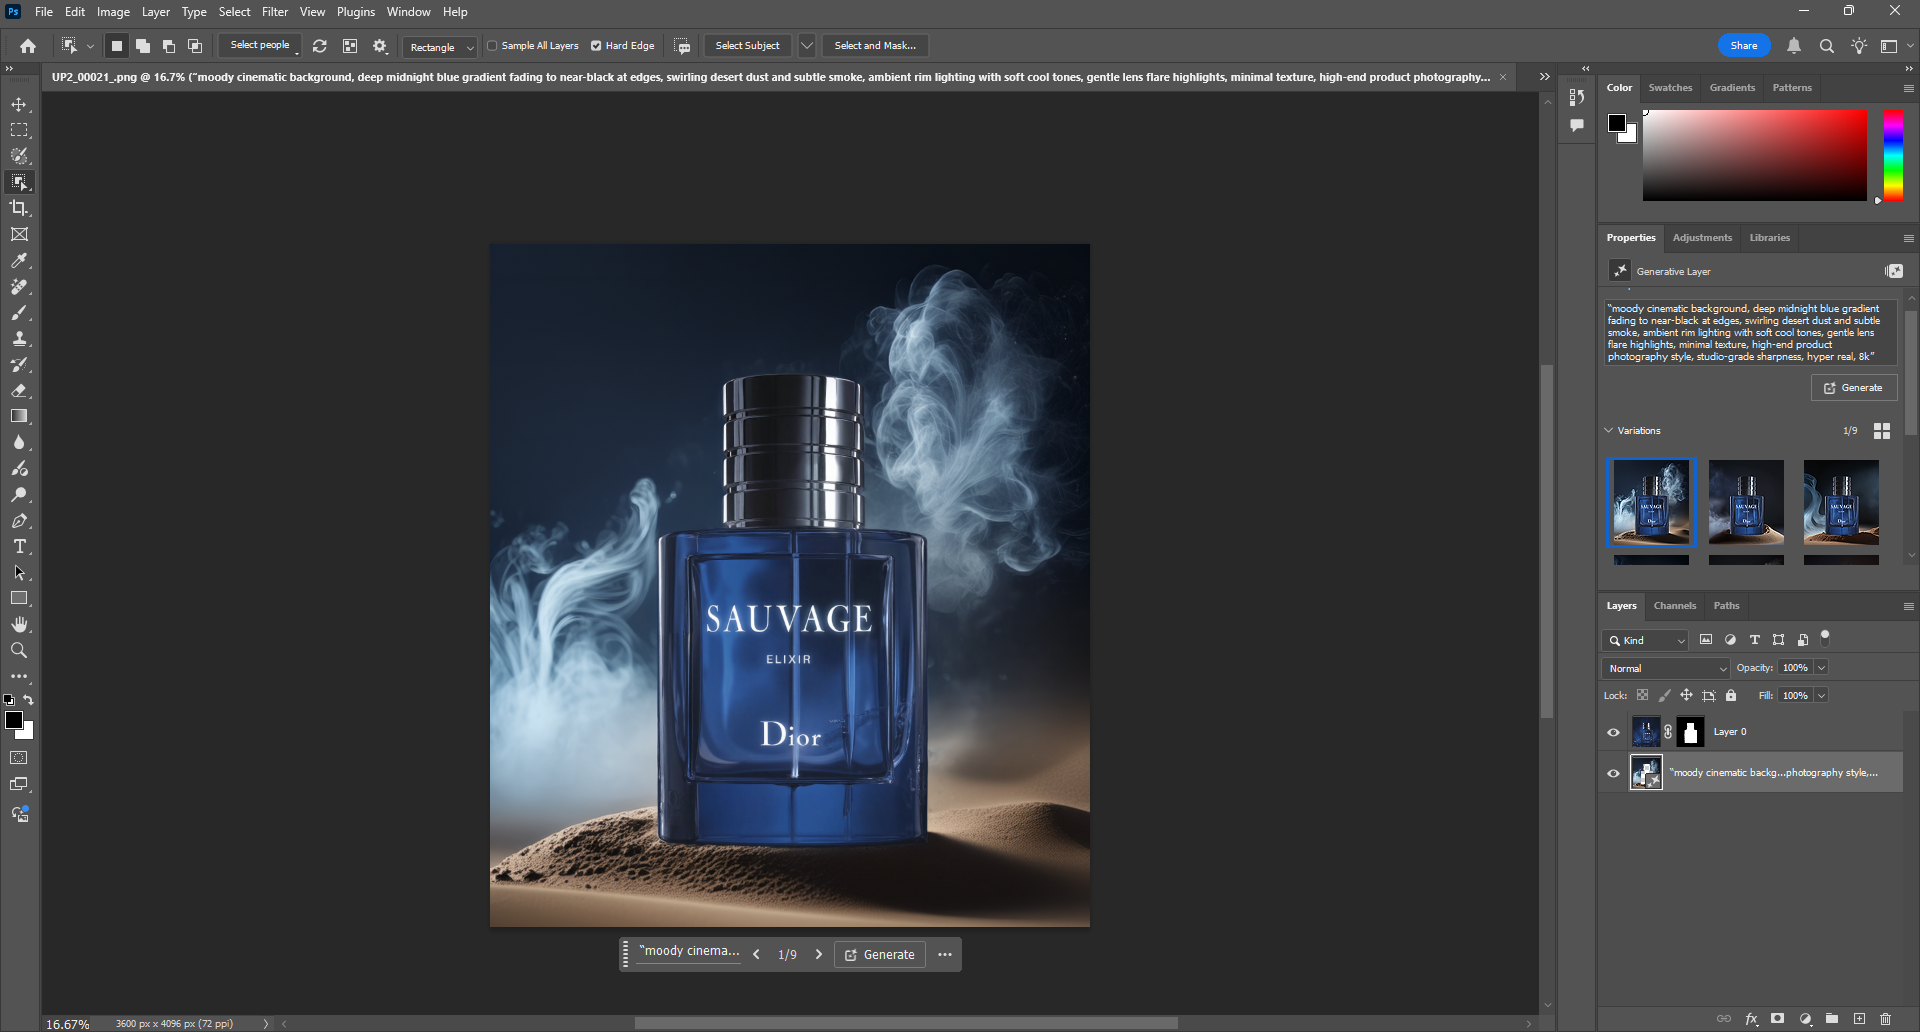 Ps File Edit Image Layer Type Select Filter View Plugins Window Help
Select people Rectangle Sample All Layers Hard Edge Select Subject Select and Mask... Share
UP2_00021_.png @ 16.7% (“moody cinematic background, deep midnight blue gradient fading to near-black at edges, swirling desert dust and subtle smoke, ambient rim lighting with soft cool tones, gentle lens flare highlights, minimal texture, high-end product photography...
Color Swatches Gradients Patterns
Properties Adjustments Libraries
Generative Layer
“moody cinematic background, deep midnight blue gradient
fading to near-black at edges, swirling desert dust and subtle
smoke, ambient rim lighting with soft cool tones, gentle lens
flare highlights, minimal texture, high-end product
photography style, studio-grade sharpness, hyper real, 8k”
Generate
Variations 1/9
SAUVAGE
ELIXIR
Dior
Layers Channels Paths
Kind
Normal Opacity: 100%
Lock: Fill: 100%
Layer 0
“moody cinematic backg...photography style,...
“moody cinema... 1/9 Generate
16.67% 3600 px x 4096 px (72 ppi)